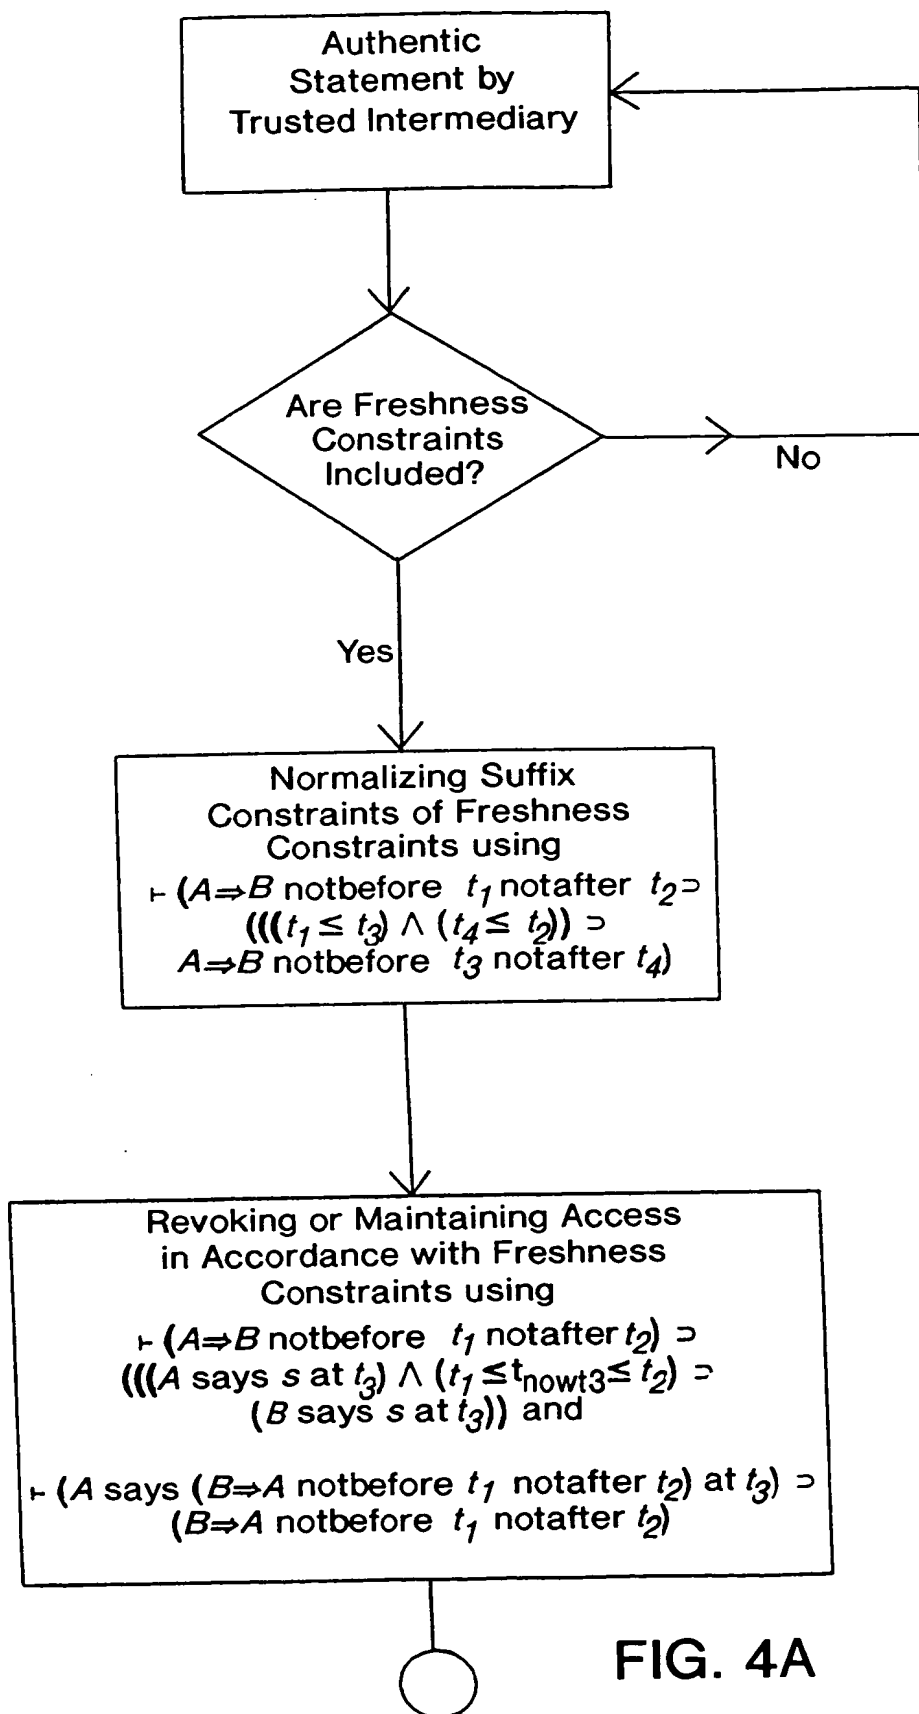 Authentic
Statement by
Trusted Intermediary
Are Freshness
Constraints
Included?
No
Yes
Normalizing Suffix
Constraints of Freshness
Constraints using
⊢ (A⇒B notbefore t₁ notafter t₂⊃
(((t₁ ≤ t₃) ∧ (t₄ ≤ t₂)) ⊃
A⇒B notbefore t₃ notafter t₄)
Revoking or Maintaining Access
in Accordance with Freshness
Constraints using
⊢ (A⇒B notbefore t₁ notafter t₂) ⊃
(((A says s at t₃) ∧ (t₁ ≤tnowt3≤ t₂) ⊃
(B says s at t₃)) and
⊢ (A says (B⇒A notbefore t₁ notafter t₂) at t₃) ⊃
(B⇒A notbefore t₁ notafter t₂)
FIG. 4A